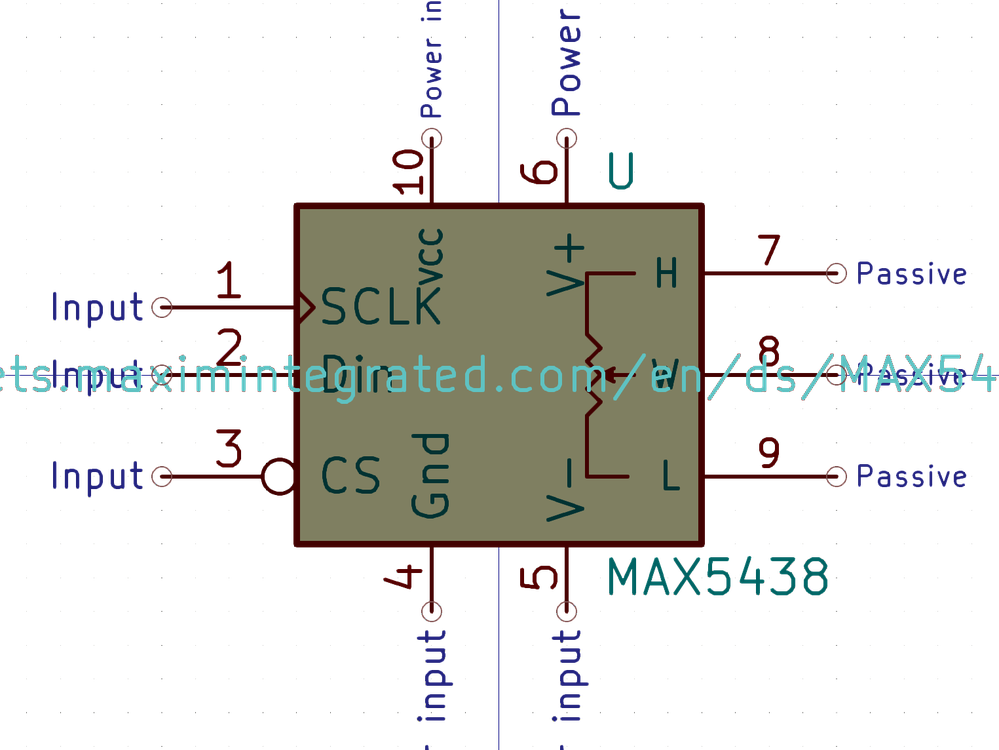 Power in
Power
10
6
U
vcc
V+
7
H
Passive
1
Input
SCLK
2
8
Input
Din
W
Passive
ets.maximintegrated.com/en/ds/MAX54
3
9
Input
CS
Gnd
V-
L
Passive
4
5
MAX5438
input
input